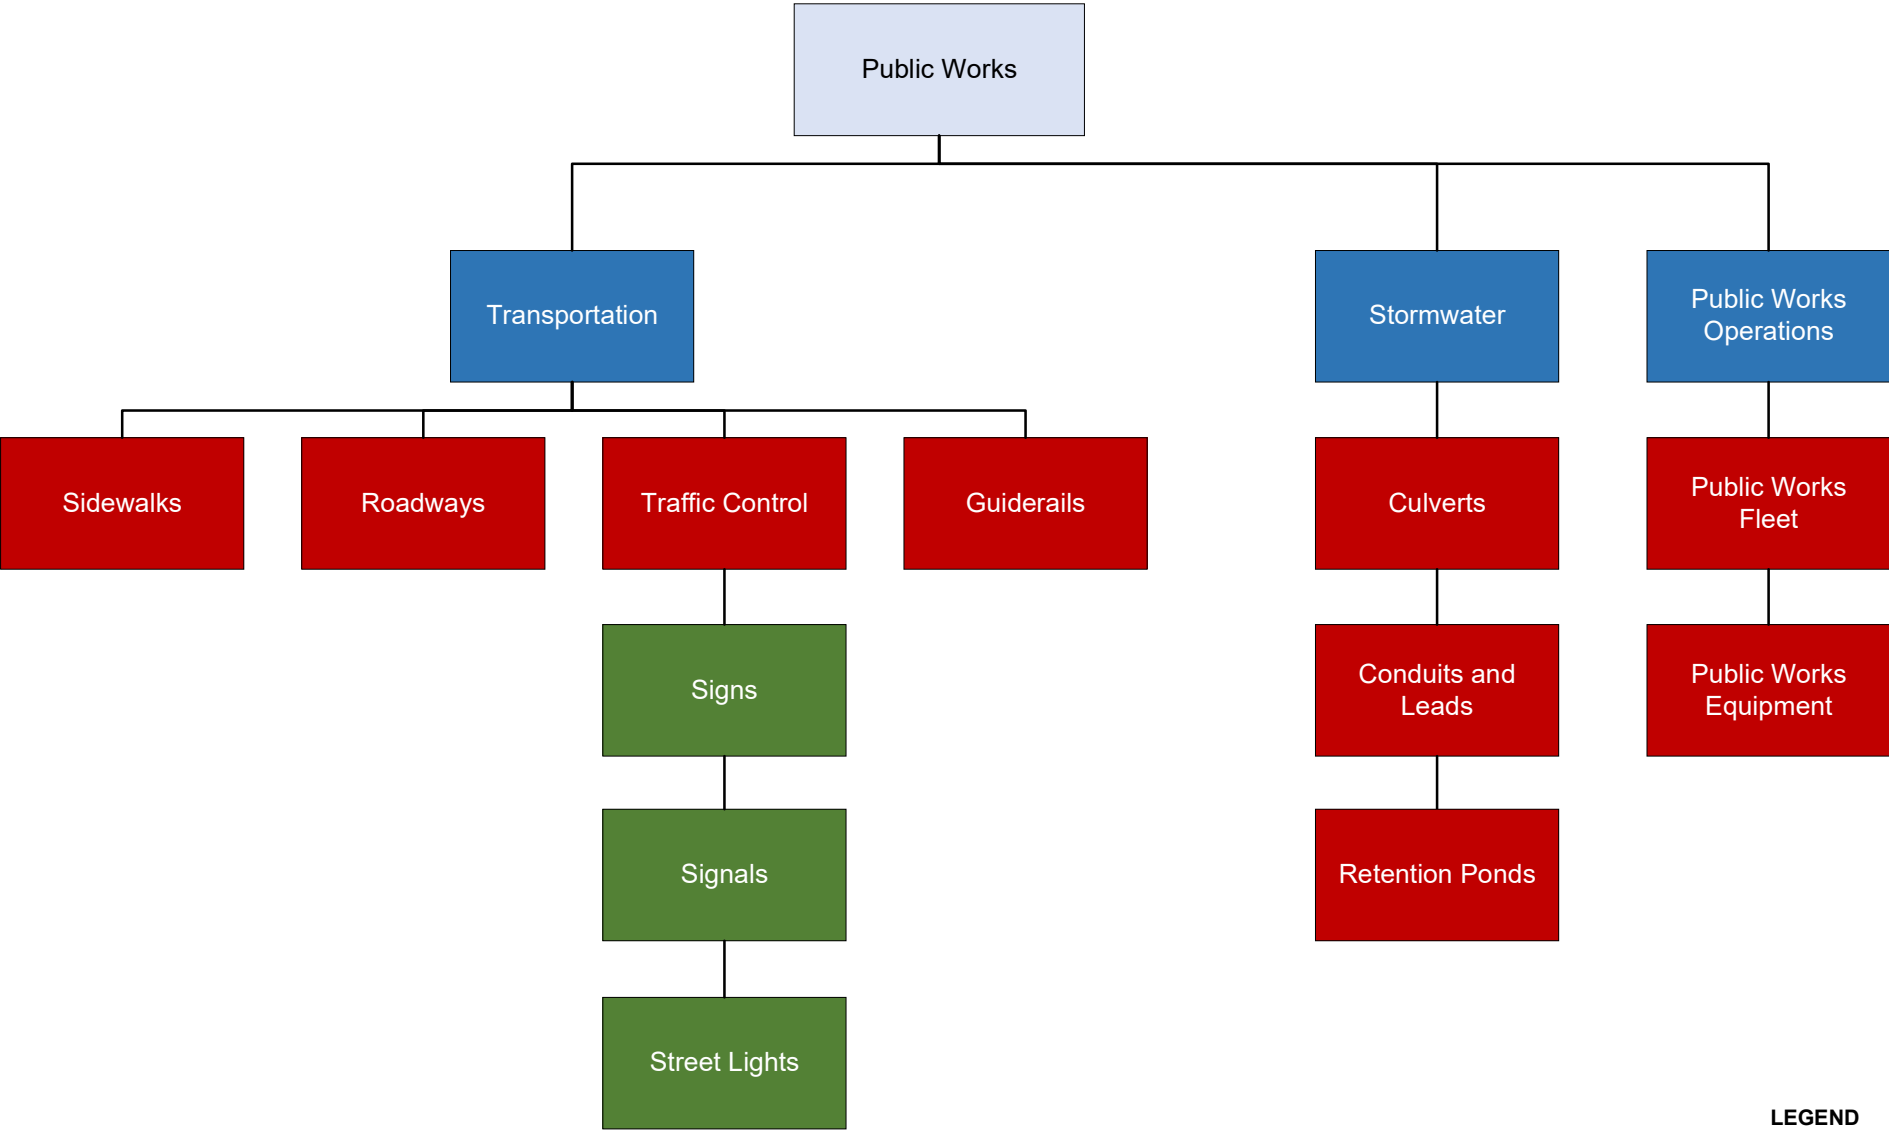 Public Works
Transportation
Stormwater
Public Works
Operations
Sidewalks
Roadways
Traffic Control
Guiderails
Culverts
Public Works
Fleet
Signs
Conduits and
Leads
Public Works
Equipment
Signals
Retention Ponds
Street Lights
LEGEND